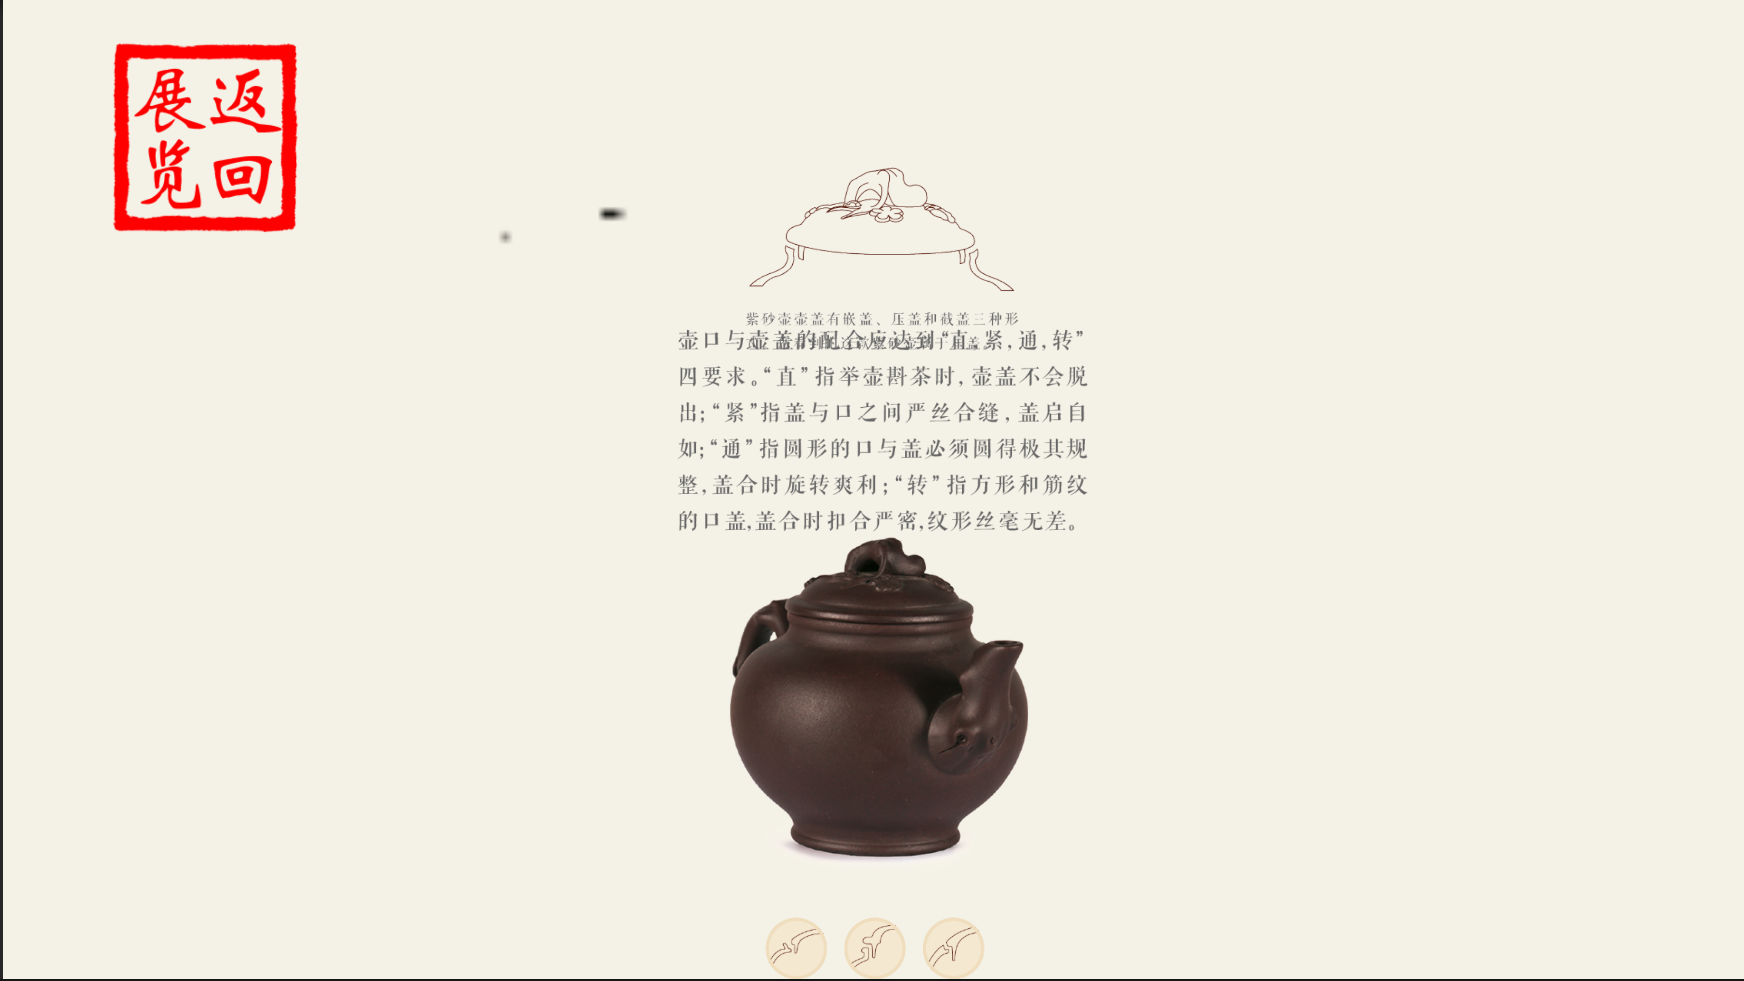 返回
展览
紫砂壶壶盖有嵌盖、压盖和截盖三种形
壶口与壶盖的配合应达到“直,紧,通,转”
四要求。“直”指举壶斟茶时,壶盖不会脱
出;“紧”指盖与口之间严丝合缝,盖启自
如;“通”指圆形的口与盖必须圆得极其规
整,盖合时旋转爽利;“转”指方形和筋纹
的口盖,盖合时扣合严密,纹形丝毫无差。